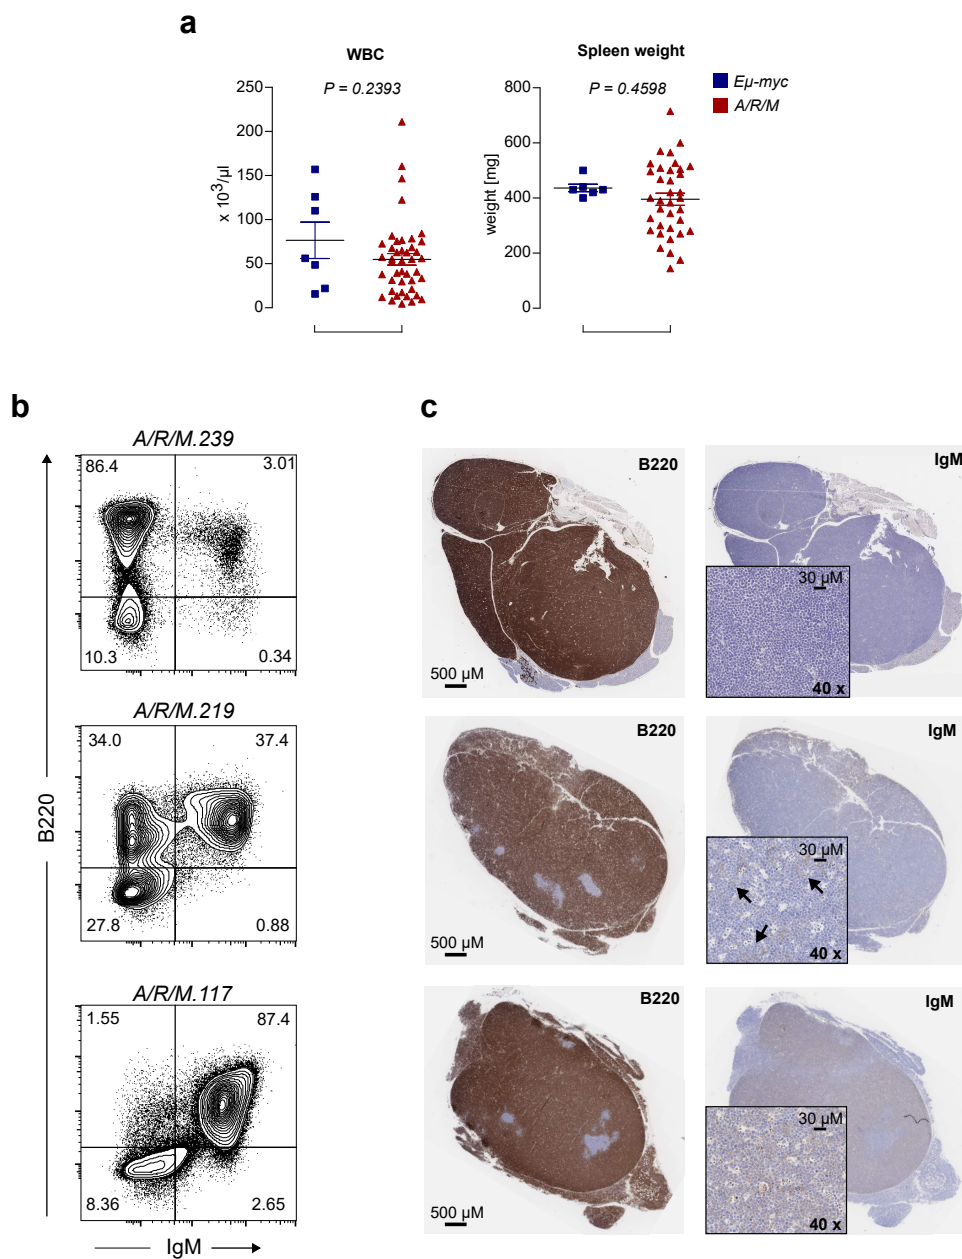 a
WBC
P = 0.2393
x 10³/µl
250
200
150
100
50
0
Spleen weight
P = 0.4598
weight [mg]
800
600
400
200
0
Eµ-myc
A/R/M
b
B220
A/R/M.239
86.4
3.01
10.3
0.34
A/R/M.219
34.0
37.4
27.8
0.88
A/R/M.117
1.55
87.4
8.36
2.65
IgM
c
B220
500 µM
IgM
30 µM
40 x
B220
500 µM
IgM
30 µM
40 x
B220
500 µM
IgM
30 µM
40 x